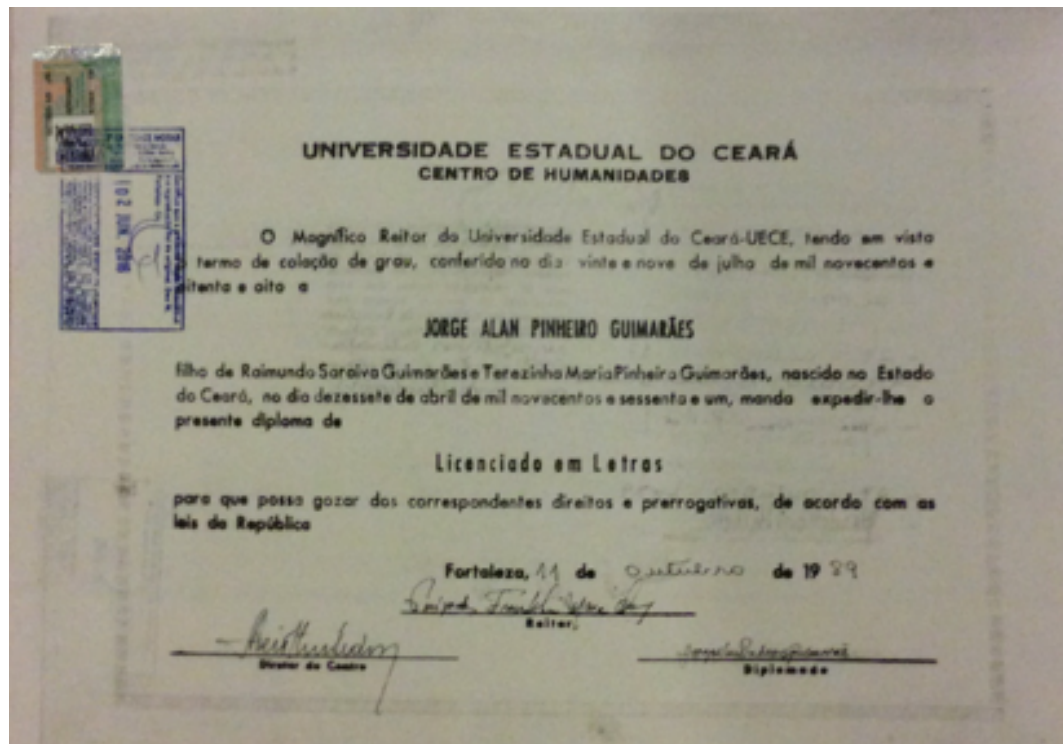 UNIVERSIDADE ESTADUAL DO CEARÁ
CENTRO DE HUMANIDADES
O Magnífico Reitor da Universidade Estadual do Ceará-UECE, tendo em vista
o termo de colação de grau, conferido no dia vinte e nove de julho de mil novecentos e
oitenta e oito a
JORGE ALAN PINHEIRO GUIMARÃES
filho de Raimundo Saraiva Guimarães e Terezinha Maria Pinheiro Guimarães, nascido no Estado
do Ceará, no dia dezessete de abril de mil novecentos e sessenta e um, manda expedir-lhe o
presente diploma de
Licenciado em Letras
para que possa gozar dos correspondentes direitos e prerrogativas, de acordo com as
leis da República
Fortaleza, 11 de outubro de 1989
Reitor
Diretor do Centro
Diplomado
02 JUN 2016